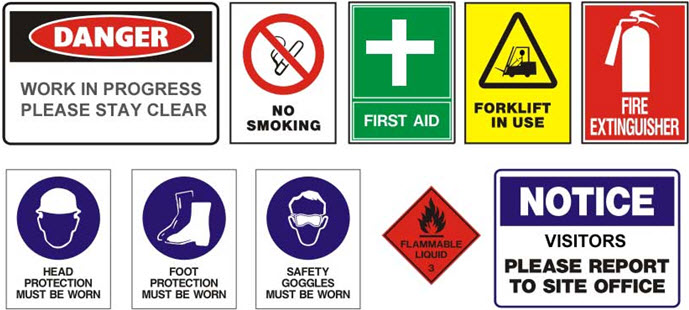 DANGER
WORK IN PROGRESS
PLEASE STAY CLEAR
NO
SMOKING
FIRST AID
FORKLIFT
IN USE
FIRE
EXTINGUISHER
HEAD
PROTECTION
MUST BE WORN
FOOT
PROTECTION
MUST BE WORN
SAFETY
GOGGLES
MUST BE WORN
FLAMMABLE
LIQUID
3
NOTICE
VISITORS
PLEASE REPORT
TO SITE OFFICE